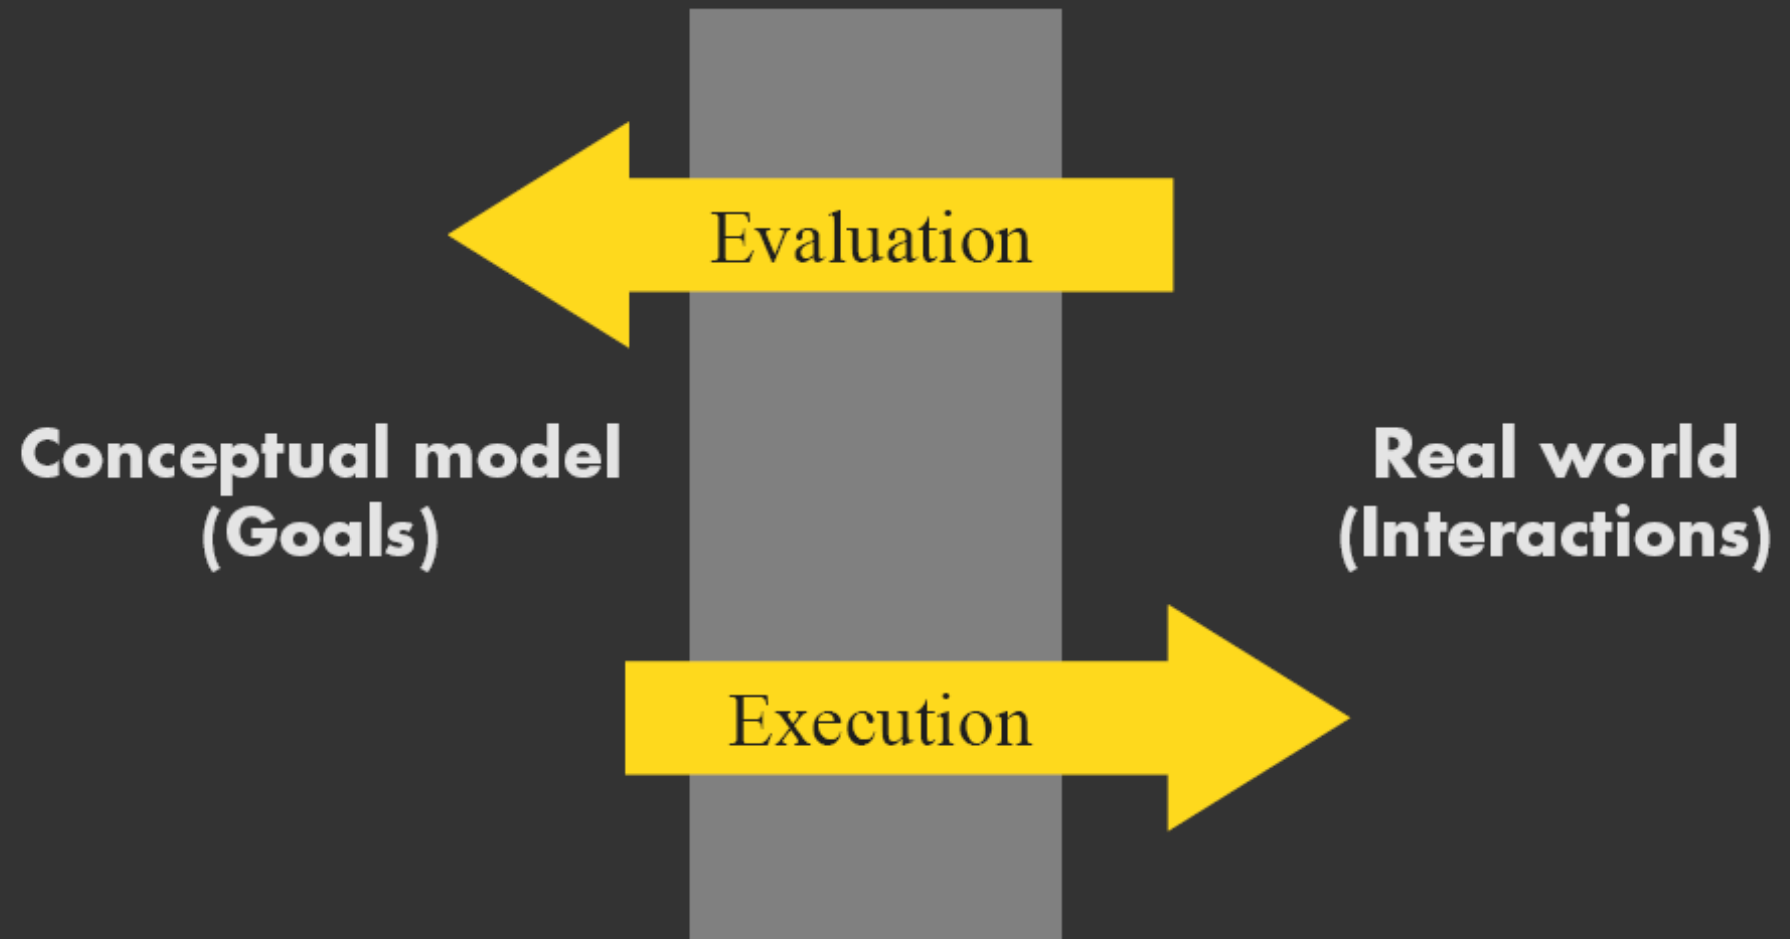 Evaluation
Conceptual model
(Goals)
Real world
(Interactions)
Execution